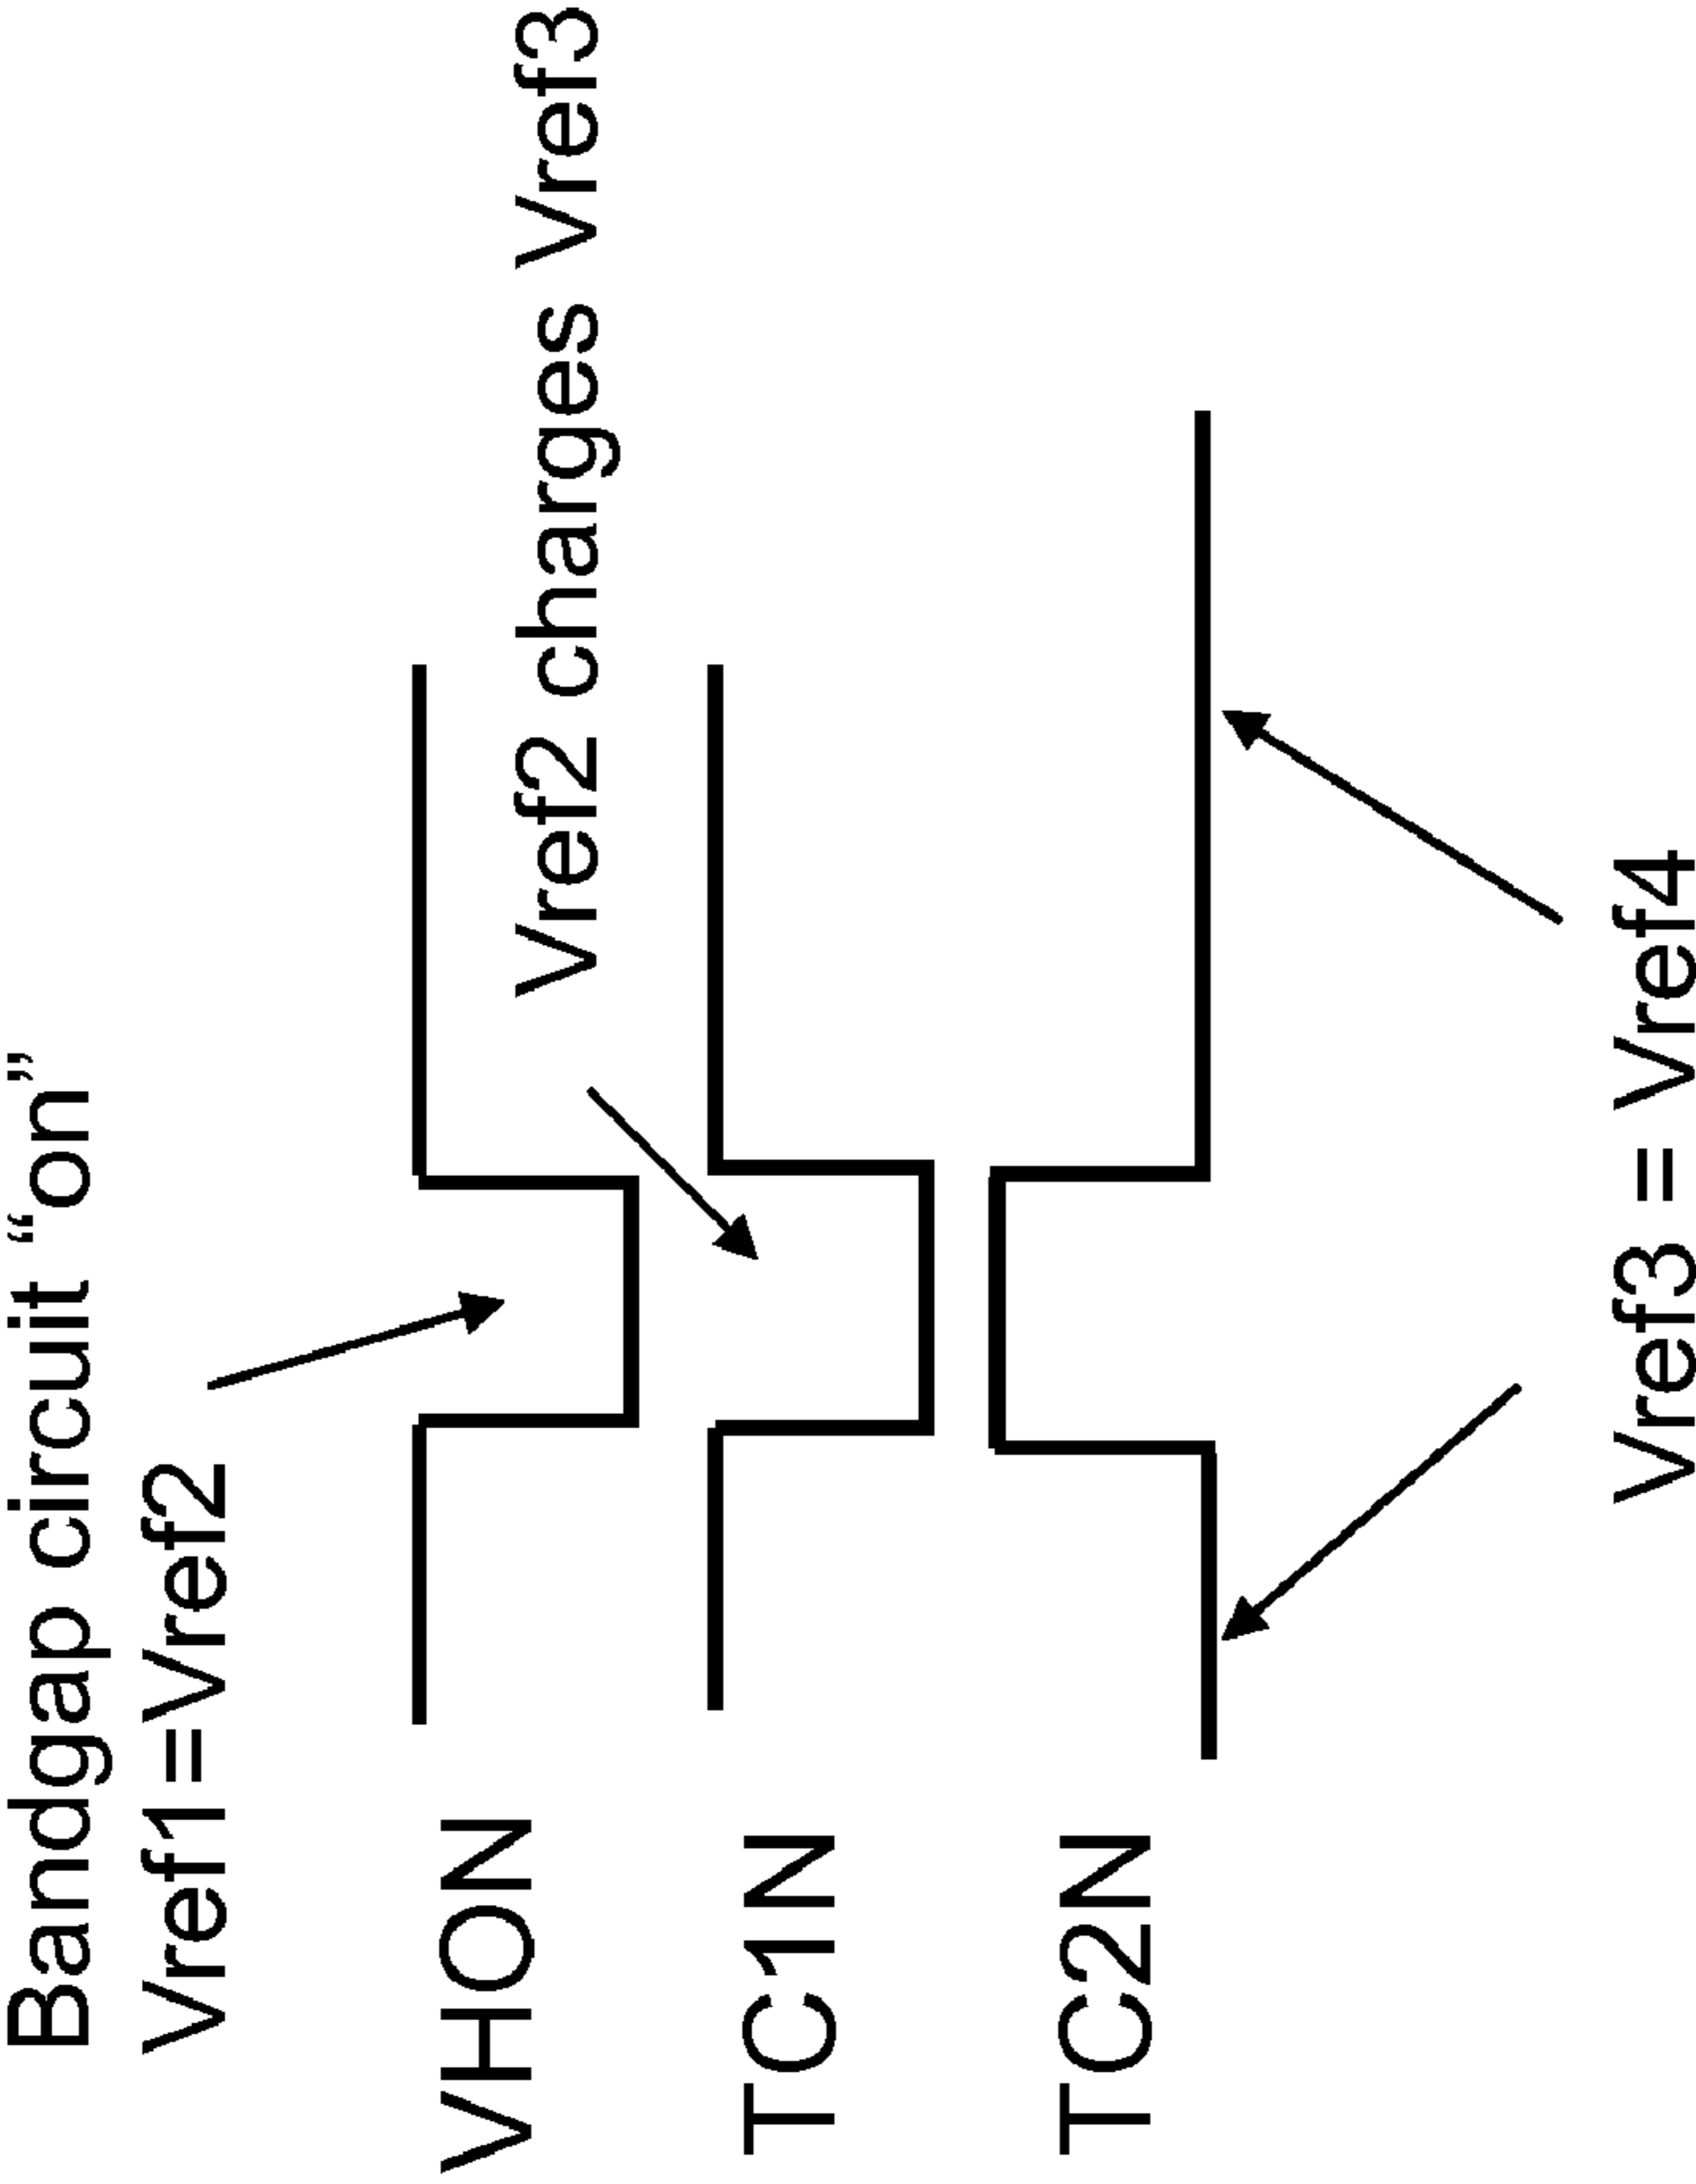 Bandgap circuit “on”
Vref1=Vref2
VHON
Vref2 charges Vref3
TC1N
TC2N
Vref3 = Vref4